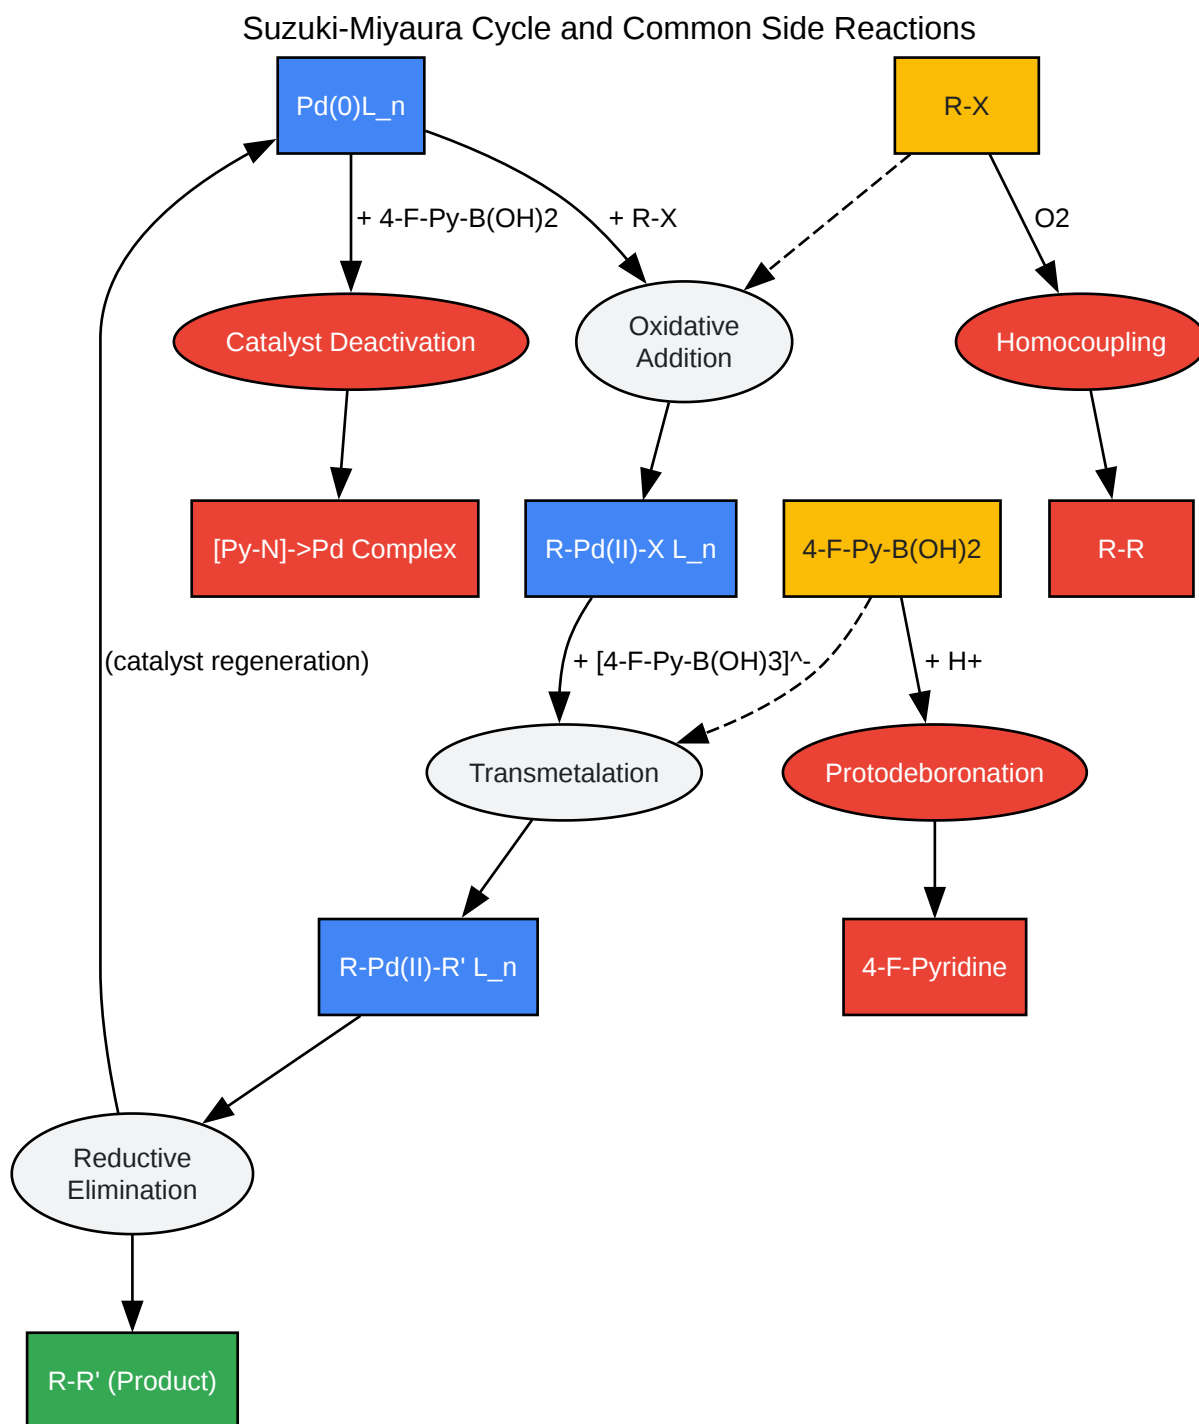 Suzuki-Miyaura Cycle and Common Side Reactions
Pd(0)L_n
R-X
+ 4-F-Py-B(OH)2
+ R-X
O2
Catalyst Deactivation
Oxidative
Addition
Homocoupling
[Py-N]->Pd Complex
R-Pd(II)-X L_n
4-F-Py-B(OH)2
R-R
(catalyst regeneration)
+ [4-F-Py-B(OH)3]^-
+ H+
Transmetalation
Protodeboronation
R-Pd(II)-R' L_n
4-F-Pyridine
Reductive
Elimination
R-R' (Product)